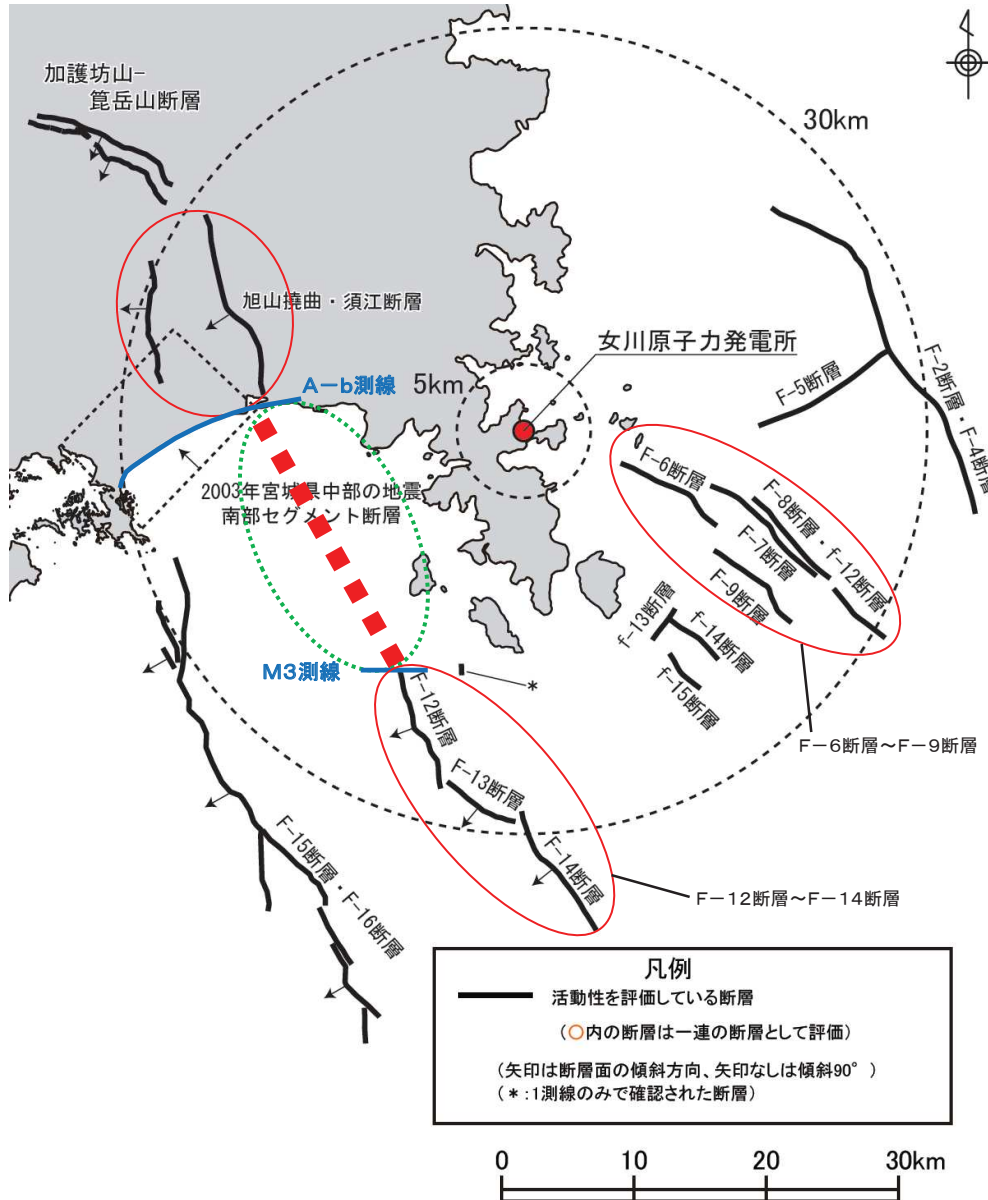 加護坊山-
箟岳山断層
30km
旭山撓曲・須江断層
女川原子力発電所
A-b測線
5km
F-5断層
F-2断層・F-4断層
F-6断層
F-8断層・f-12断層
F-7断層
F-9断層
2003年宮城県中部の地震
南部セグメント断層
f-13断層
f-14断層
f-15断層
M3測線
*
F-12断層
F-6断層~F-9断層
F-13断層
F-14断層
F-15断層・F-16断層
F-12断層~F-14断層
凡例
活動性を評価している断層
(○内の断層は一連の断層として評価)
(矢印は断層面の傾斜方向、矢印なしは傾斜90°)
(*:1測線のみで確認された断層)
0 10 20 30km